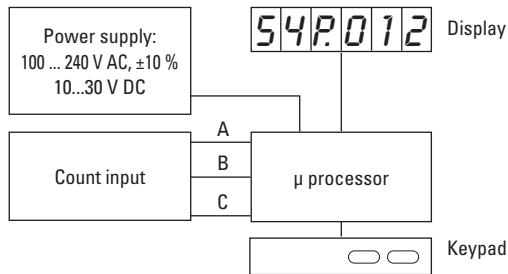 Power supply:
100 ... 240 V AC, ±10 %
10...30 V DC
54P.012
Display
Count input
A
B
C
µ processor
Keypad